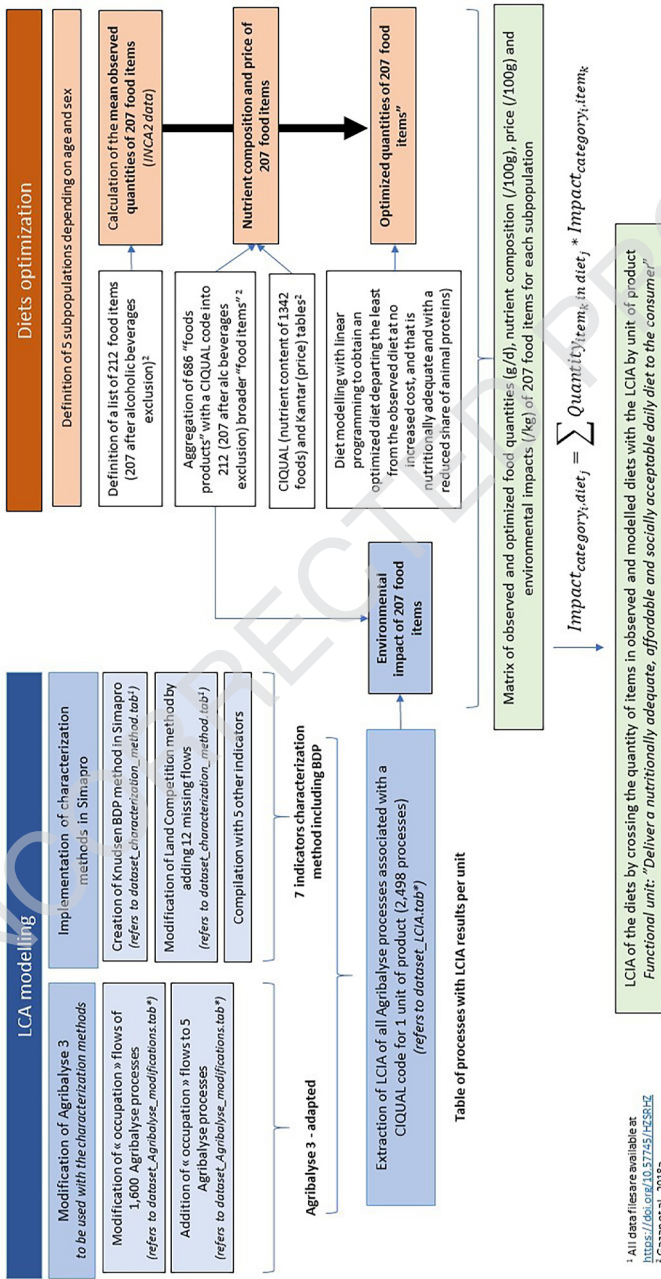 LCA modelling
Modification of Agribalyse 3
to be used with the characterization methods
Modification of « occupation » flows of
1,600 Agribalyse processes
(refers to dataset_Agribalyse_modifications.tab*)
Addition of « occupation » flows to 5
Agribalyse processes
(refers to dataset_Agribalyse_modifications.tab*)
Agribalyse 3 - adapted
Implementation of characterization
methods in Simapro
Creation of Knudsen BDP method in Simapro
(refers to dataset_characterization_method.tab¹)
Modification of Land Competition method by
adding 12 missing flows
(refers to dataset_characterization_method.tab¹)
Compilation with 5 other indicators
7 indicators characterization
method including BDP
Extraction of LCIA of all Agribalyse processes associated with a
CIQUAL code for 1 unit of product (2,498 processes)
(refers to dataset_LCIA.tab*)
Table of processes with LCIA results per unit
Environmental
impact of 207 food
items
Diets optimization
Definition of 5 subpopulations depending on age and sex
Definition of a list of 212 food items
(207 after alcoholic beverages
exclusion)²
Calculation of the mean observed
quantities of 207 food items
(INCA2 data)
Aggregation of 686 “foods
products” with a CIQUAL code into
212 (207 after alc beverages
exclusion) broader “food items”²
CIQUAL (nutrient content of 1342
foods) and Kantar (price) tables²
Nutrient composition and price of
207 food items
Diet modelling with linear
programming to obtain an
optimized diet departing the least
from the observed diet at no
increased cost, and that is
nutritionally adequate and with a
reduced share of animal proteins)
Optimized quantities of 207 food
items”
Matrix of observed and optimized food quantities (g/d), nutrient composition (/100g), price (/100g) and
environmental impacts (/kg) of 207 food items for each subpopulation
Impact_category_i.diet_j = ∑ Quantity_item_k in diet_j * Impact_category_i.item_k
LCIA of the diets by crossing the quantity of items in observed and modelled diets with the LCIA by unit of product
Functional unit: “Deliver a nutritionally adequate, affordable and socially acceptable daily diet to the consumer”
¹ All data files are available at
https://doi.org/10.57745/HZSRHZ